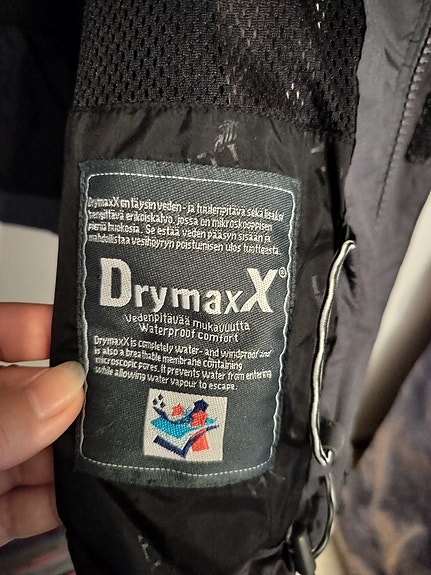 DrymaxX on täysin veden- ja tuulenpitävä sekä lisäksi
hengittävä erikoiskalvo, jossa on mikroskooppisen
pieniä huokosia. Se estää veden pääsyn sisään ja
mahdollistaa vesihöyryn poistumisen ulos tuotteesta.
DrymaxX®
Vedenpitävää mukavuutta
Waterproof comfort
DrymaxX is completely water- and windproof and
is also a breathable membrane containing
microscopic pores. It prevents water from entering
while allowing water vapour to escape.